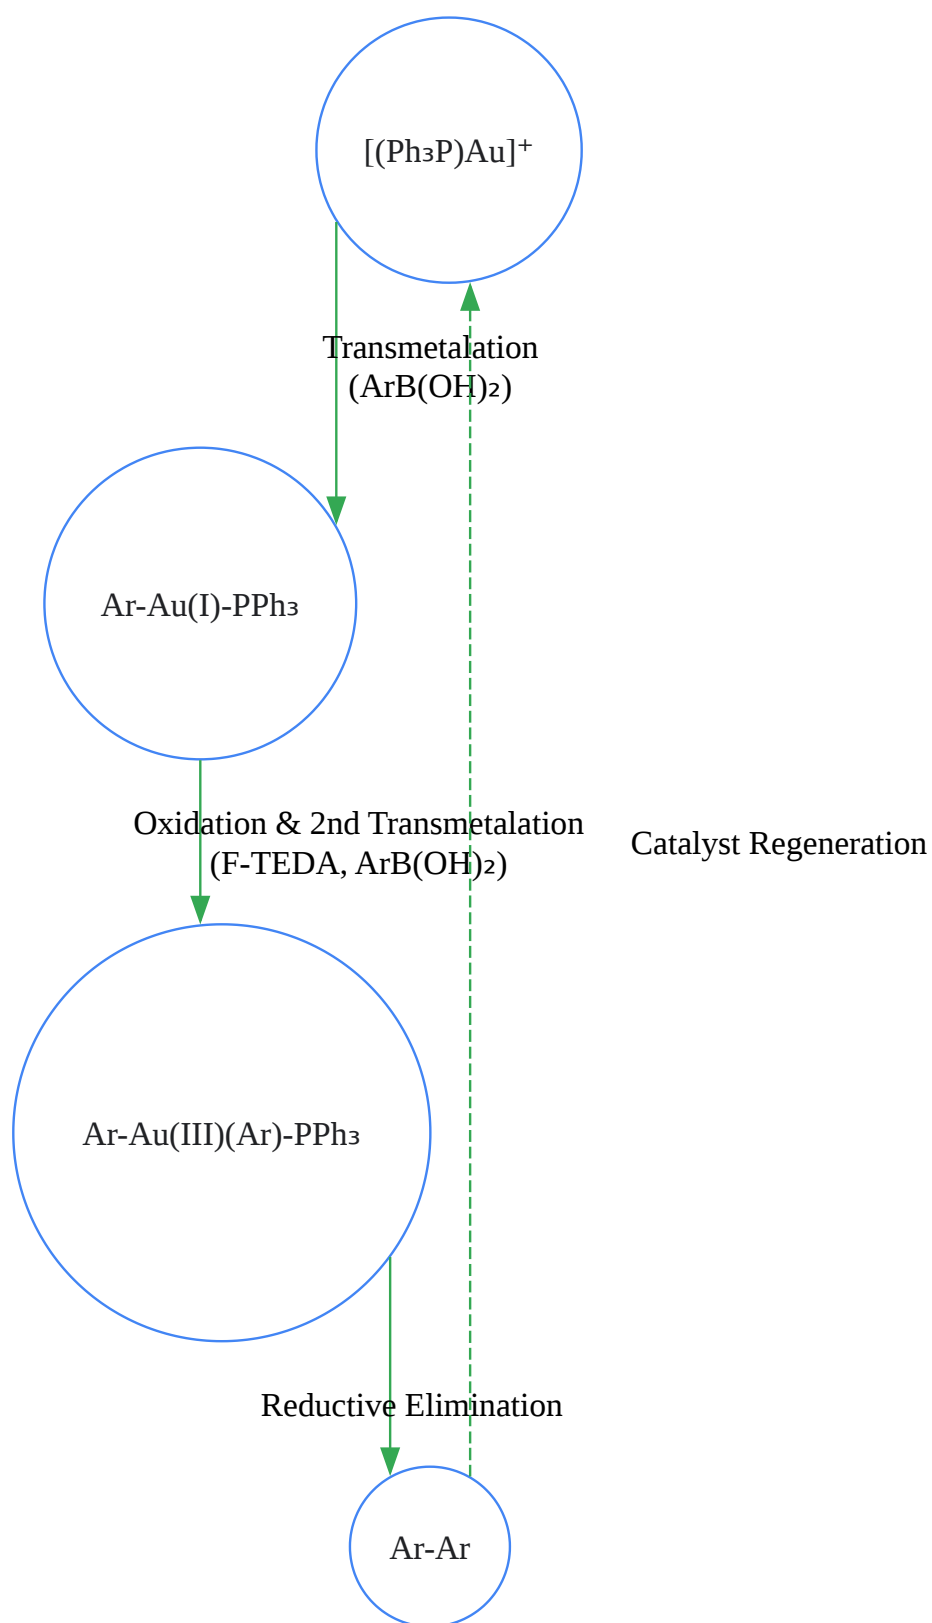 [(Ph₃P)Au]⁺
Transmetalation
(ArB(OH)₂)
Ar-Au(I)-PPh₃
Oxidation & 2nd Transmetalation
(F-TEDA, ArB(OH)₂)
Catalyst Regeneration
Ar-Au(III)(Ar)-PPh₃
Reductive Elimination
Ar-Ar